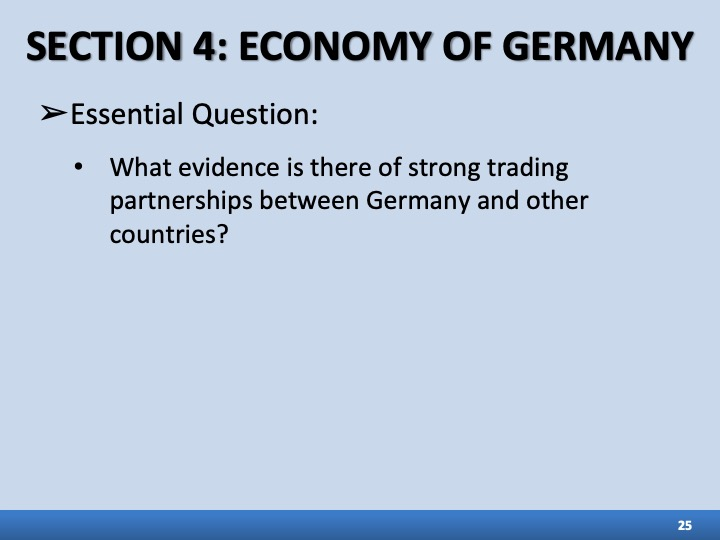 SECTION 4: ECONOMY OF GERMANY
➢Essential Question:
• What evidence is there of strong trading
partnerships between Germany and other
countries?
25